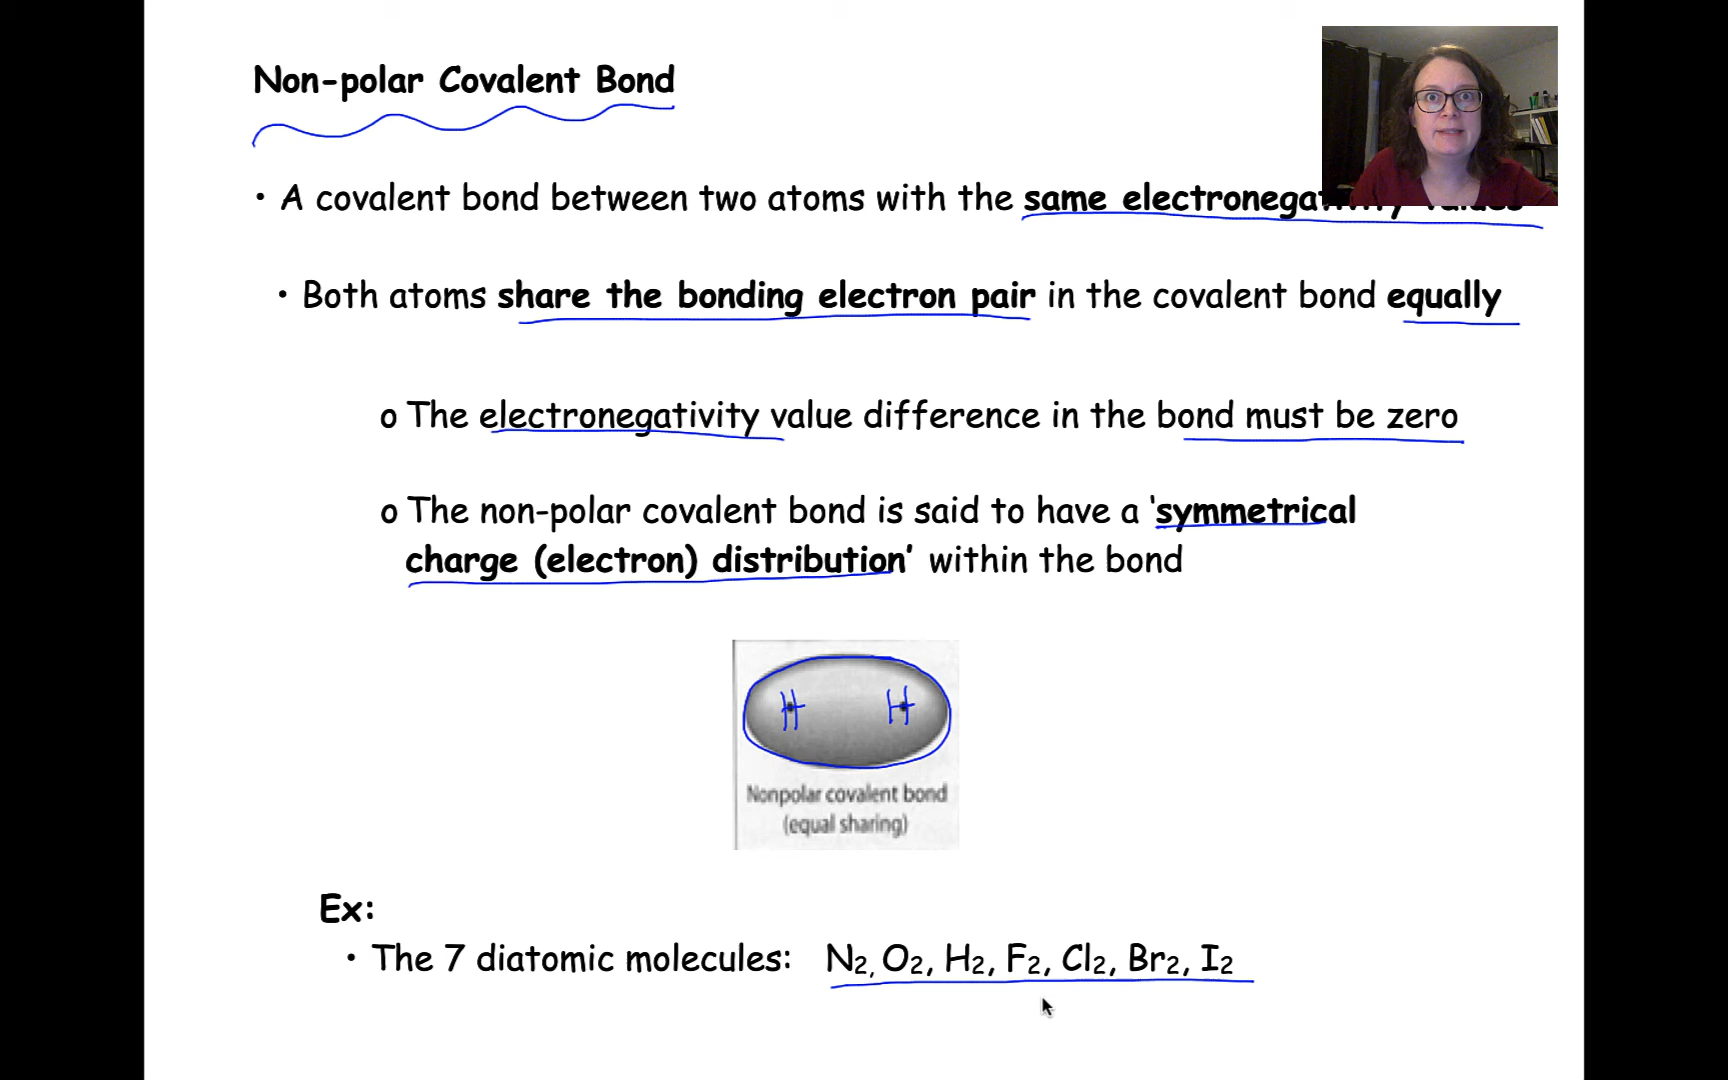 Non-polar Covalent Bond
• A covalent bond between two atoms with the same electronegativity values
• Both atoms share the bonding electron pair in the covalent bond equally
o The electronegativity value difference in the bond must be zero
o The non-polar covalent bond is said to have a ‘symmetrical
charge (electron) distribution’ within the bond
H H
Nonpolar covalent bond
(equal sharing)
Ex:
• The 7 diatomic molecules: N₂, O₂, H₂, F₂, Cl₂, Br₂, I₂